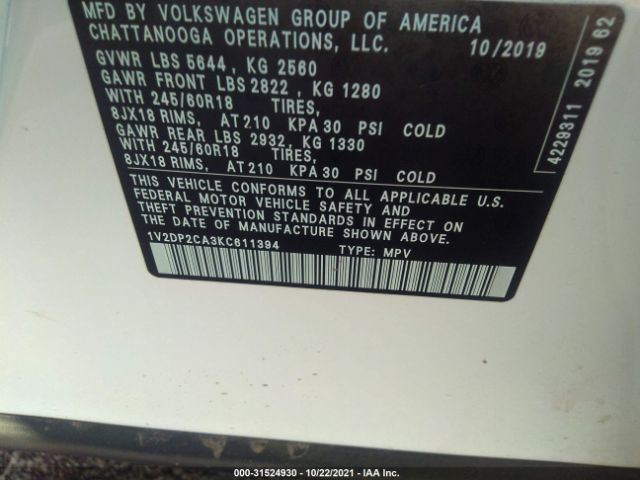 MFD BY VOLKSWAGEN GROUP OF AMERICA
CHATTANOOGA OPERATIONS, LLC. 10/2019
GVWR LBS 5644 , KG 2560
GAWR FRONT LBS 2822 , KG 1280
WITH 245/60R18 TIRES,
8JX18 RIMS, AT 210 KPA 30 PSI COLD
GAWR REAR LBS 2932 , KG 1330
WITH 245/60R18 TIRES,
8JX18 RIMS, AT 210 KPA 30 PSI COLD
THIS VEHICLE CONFORMS TO ALL APPLICABLE U.S.
FEDERAL MOTOR VEHICLE SAFETY AND
THEFT PREVENTION STANDARDS IN EFFECT ON
THE DATE OF MANUFACTURE SHOWN ABOVE.
1V2DP2CA3KC611394 TYPE: MPV
4229311 2019 62
000-31524930 - 10/22/2021 - IAA Inc.